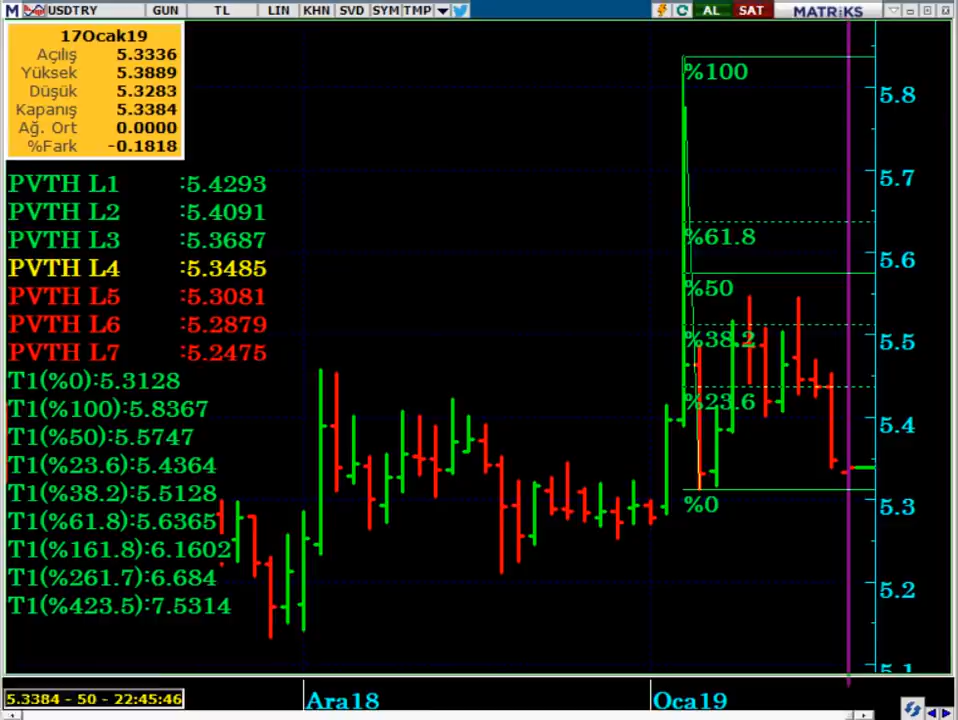 M USDTRY GUN TL LIN KHN SVD SYM TMP AL SAT MATRİKS
17Ocak19
Açılış 5.3336
Yüksek 5.3889
Düşük 5.3283
Kapanış 5.3384
Ağ. Ort 0.0000
%Fark -0.1818
PVTH L1 :5.4293
PVTH L2 :5.4091
PVTH L3 :5.3687
PVTH L4 :5.3485
PVTH L5 :5.3081
PVTH L6 :5.2879
PVTH L7 :5.2475
T1(%0):5.3128
T1(%100):5.8367
T1(%50):5.5747
T1(%23.6):5.4364
T1(%38.2):5.5128
T1(%61.8):5.6365
T1(%161.8):6.1602
T1(%261.7):6.684
T1(%423.5):7.5314
%100
%61.8
%50
%38.2
%23.6
%0
5.8
5.7
5.6
5.5
5.4
5.3
5.2
5.1
5.3384 - 50 - 22:45:46
Ara18
Oca19